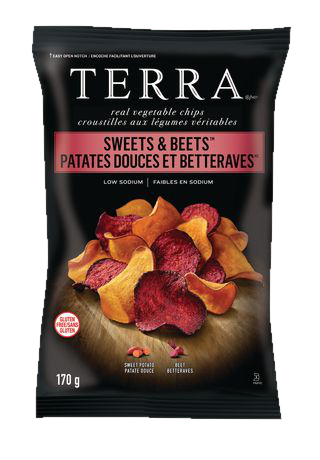 ↑ EASY OPEN NOTCH / ENCOCHE FACILITANT L'OUVERTURE
TERRA
real vegetable chips
croustilles aux légumes véritables
SWEETS & BEETS™
PATATES DOUCES ET BETTERAVES
LOW SODIUM | FAIBLES EN SODIUM
GLUTEN
FREE/SANS
GLUTEN
SWEET POTATO
PATATE DOUCE
BEET
BETTERAVES
170 g